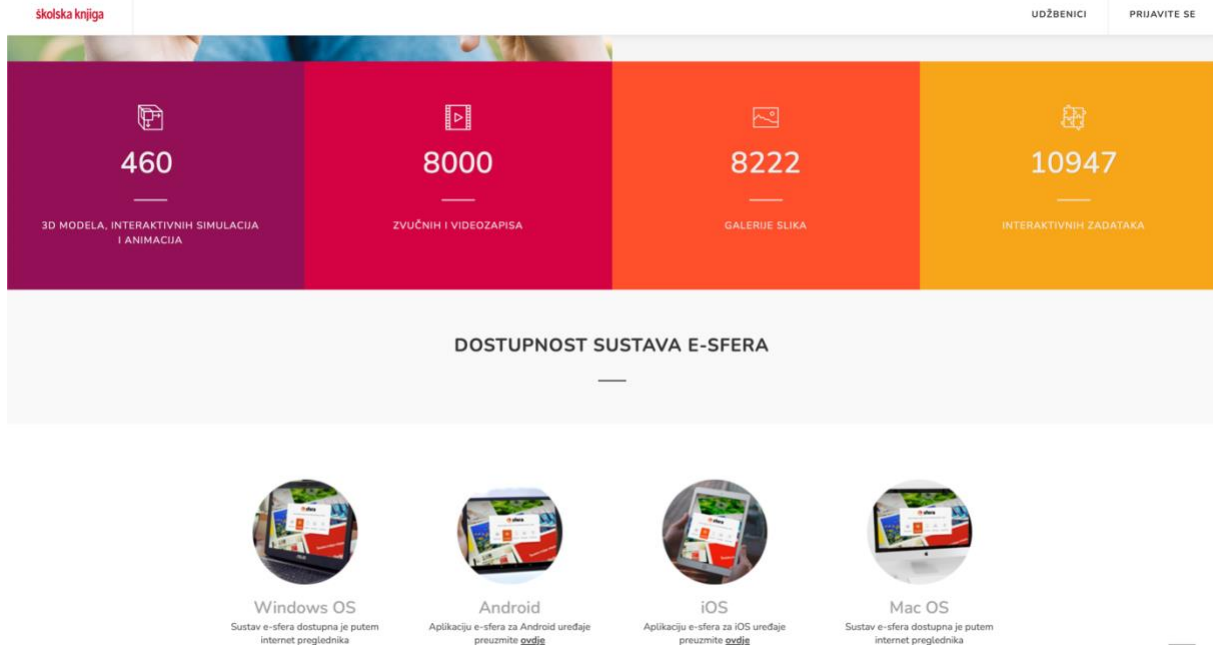 školska knjiga
UDŽBENICI
PRIJAVITE SE
460
3D MODELA, INTERAKTIVNIH SIMULACIJA
I ANIMACIJA
8000
ZVUČNIH I VIDEOZAPISA
8222
GALERIJE SLIKA
10947
INTERAKTIVNIH ZADATAKA
DOSTUPNOST SUSTAVA E-SFERA
Windows OS
Sustav e-sfera dostupna je putem
internet preglednika
Android
Aplikaciju e-sfera za Android uređaje
preuzmite ovdje
iOS
Aplikaciju e-sfera za iOS uređaje
preuzmite ovdje
Mac OS
Sustav e-sfera dostupna je putem
internet preglednika